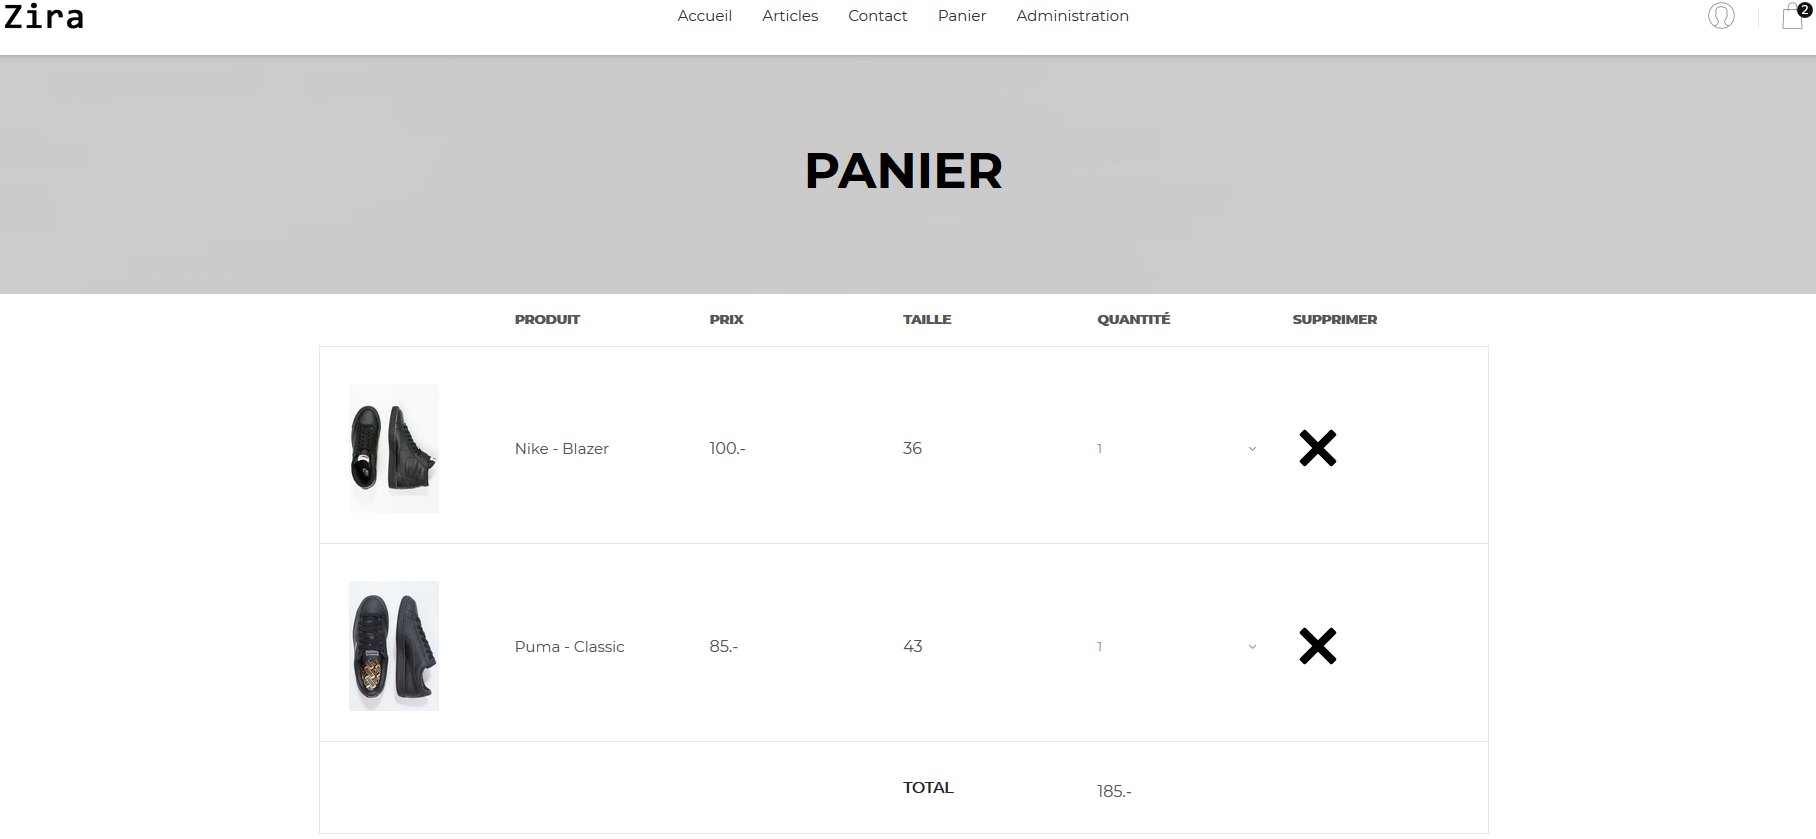 Zira
Accueil Articles Contact Panier Administration
2
PANIER
PRODUIT PRIX TAILLE QUANTITÉ SUPPRIMER
Nike - Blazer 100.- 36 1
Puma - Classic 85.- 43 1
TOTAL 185.-